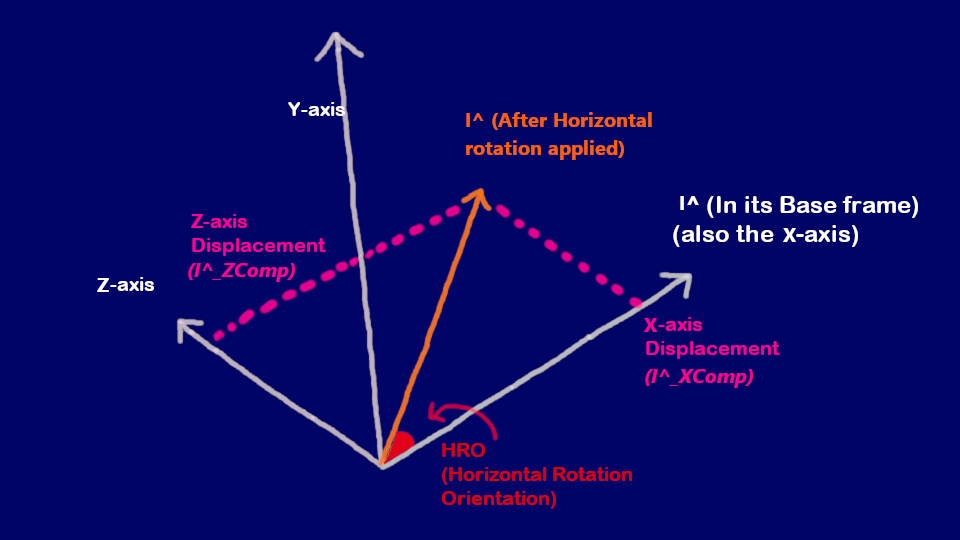 Y-axis
I^ (After Horizontal
rotation applied)
I^ (In its Base frame)
(also the x-axis)
Z-axis
Displacement
(I^_ZComp)
Z-axis
X-axis
Displacement
(I^_XComp)
HRO
(Horizontal Rotation
Orientation)